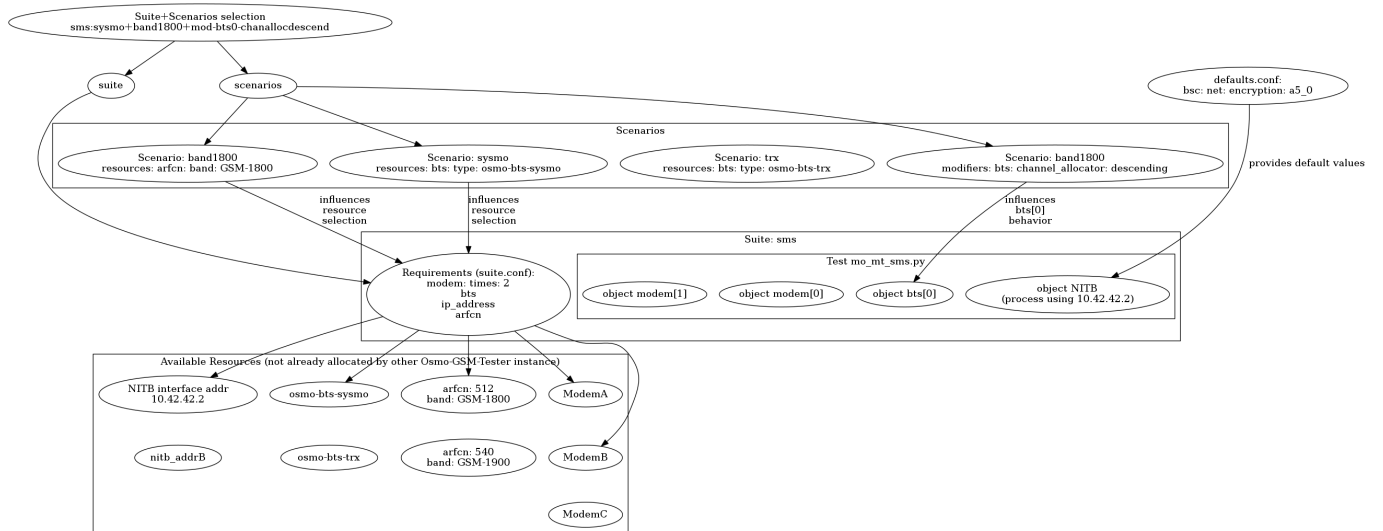 Suite+Scenarios selection
sms:sysmo+band1800+mod-bts0-chanallocdescend
suite
scenarios
defaults.conf:
bsc: net: encryption: a5_0
Scenarios
Scenario: band1800
resources: arfcn: band: GSM-1800
Scenario: sysmo
resources: bts: type: osmo-bts-sysmo
Scenario: trx
resources: bts: type: osmo-bts-trx
Scenario: band1800
modifiers: bts: channel_allocator: descending
provides default values
influences
resource
selection
influences
resource
selection
influences
bts[0]
behavior
Suite: sms
Requirements (suite.conf):
modem: times: 2
bts
ip_address
arfcn
Test mo_mt_sms.py
object modem[1]
object modem[0]
object bts[0]
object NITB
(process using 10.42.42.2)
Available Resources (not already allocated by other Osmo-GSM-Tester instance)
NITB interface addr
10.42.42.2
osmo-bts-sysmo
arfcn: 512
band: GSM-1800
ModemA
nitb_addrB
osmo-bts-trx
arfcn: 540
band: GSM-1900
ModemB
ModemC